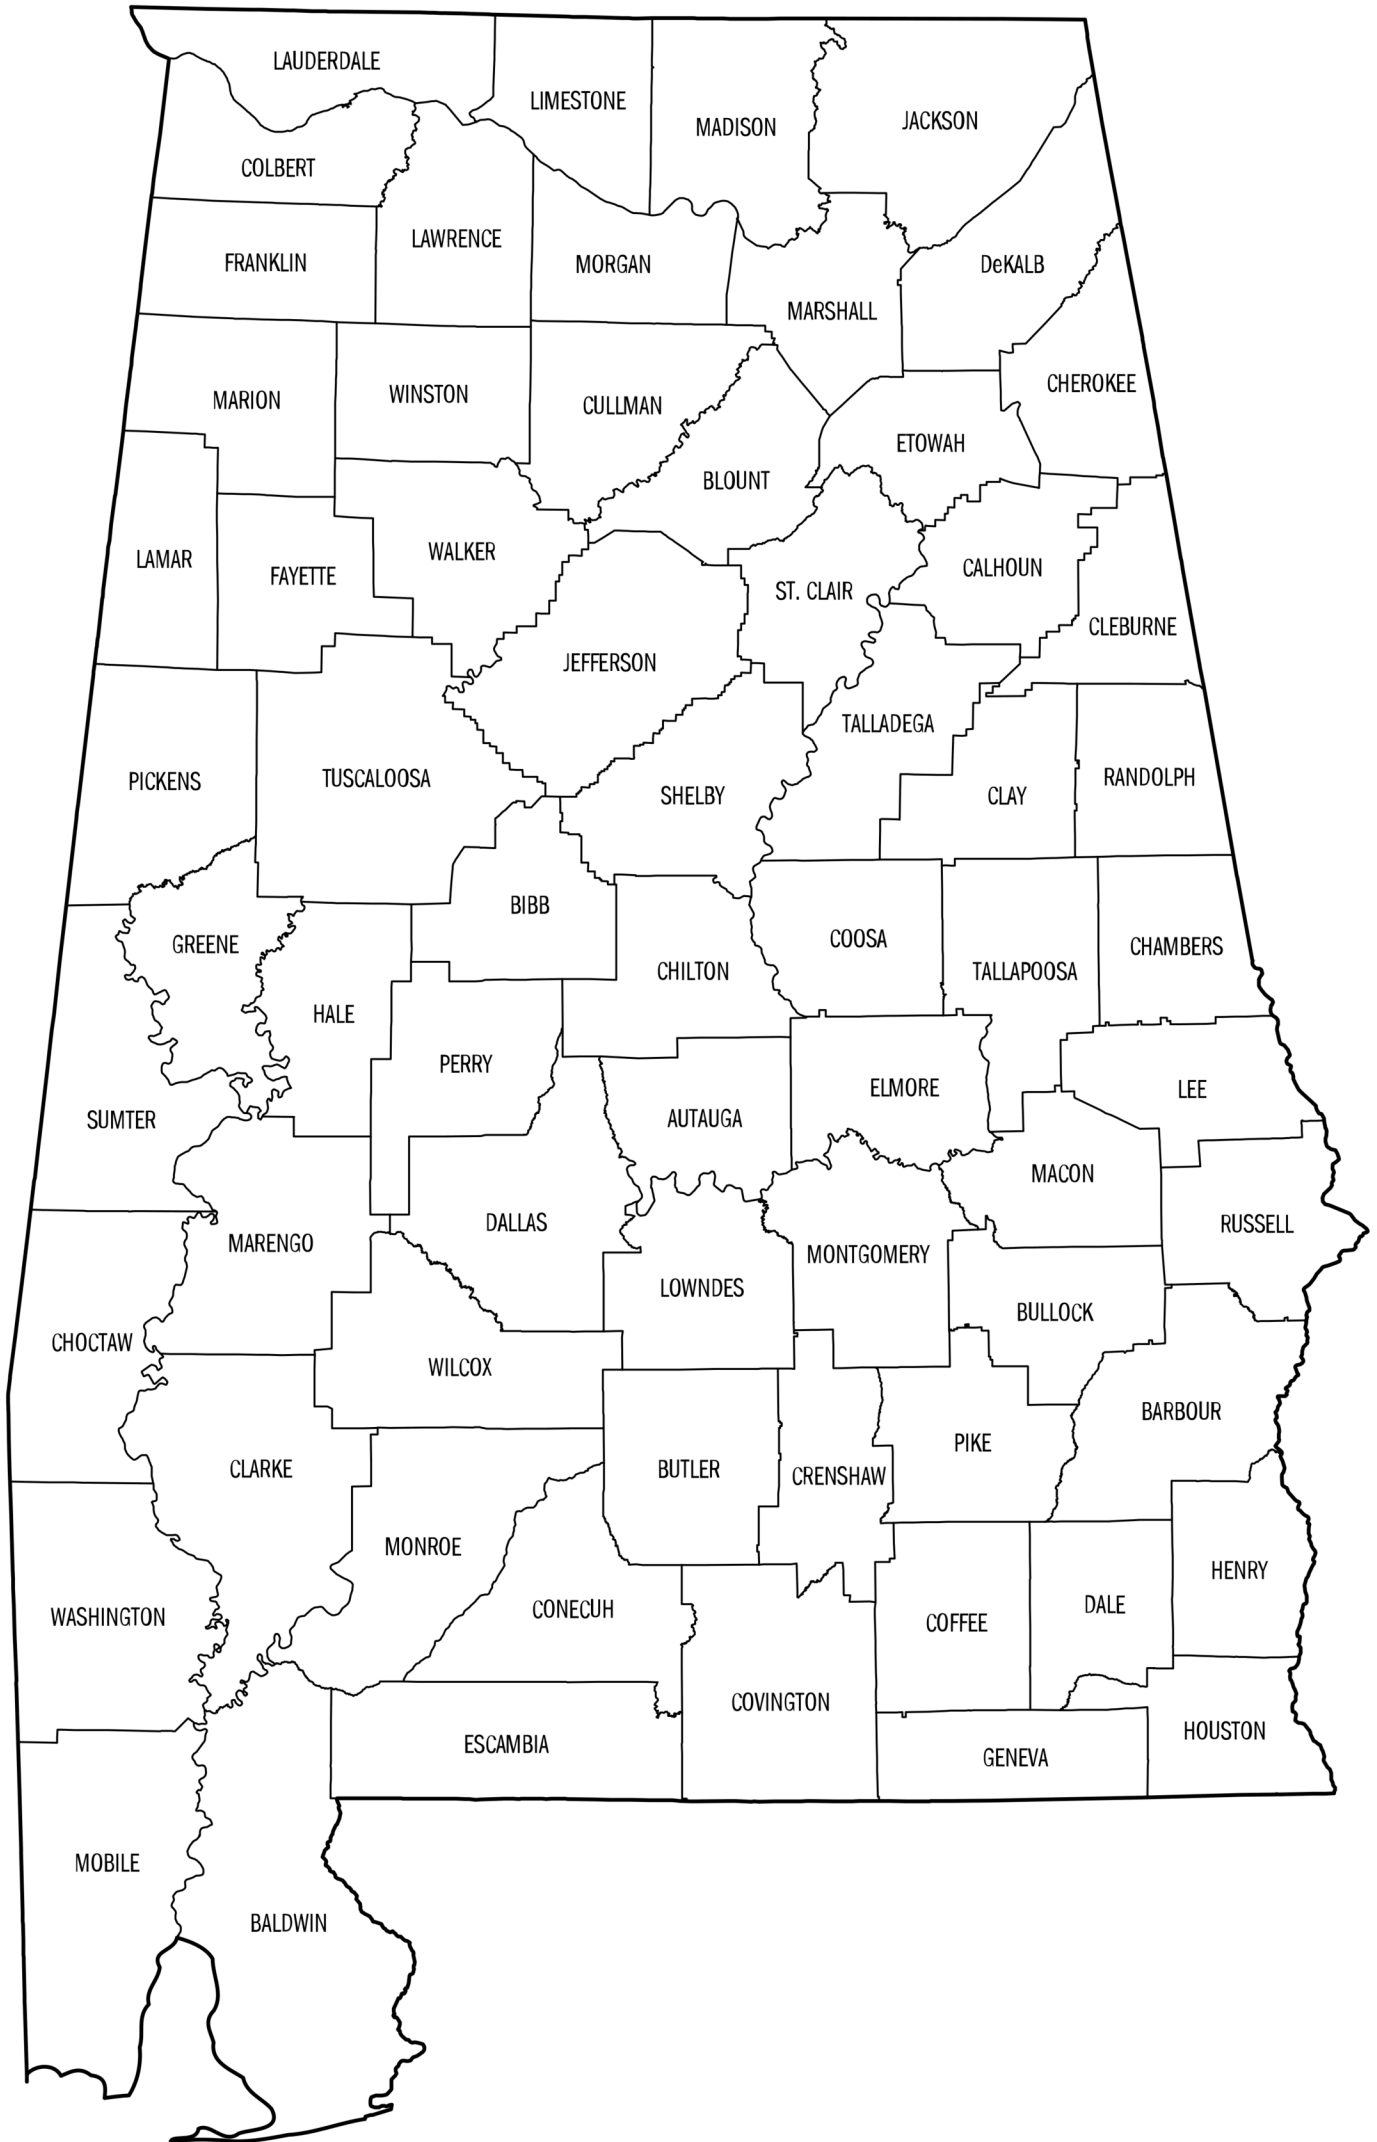 LAUDERDALE
LIMESTONE
MADISON
JACKSON
COLBERT
LAWRENCE
FRANKLIN
MORGAN
DeKALB
MARSHALL
CHEROKEE
MARION
WINSTON
CULLMAN
ETOWAH
BLOUNT
LAMAR
FAYETTE
WALKER
ST. CLAIR
CALHOUN
CLEBURNE
JEFFERSON
TALLADEGA
PICKENS
TUSCALOOSA
SHELBY
CLAY
RANDOLPH
BIBB
GREENE
COOSA
CHAMBERS
CHILTON
TALLAPOOSA
HALE
PERRY
ELMORE
LEE
SUMTER
AUTAUGA
MACON
DALLAS
RUSSELL
MARENGO
MONTGOMERY
LOWNDES
BULLOCK
CHOCTAW
WILCOX
BARBOUR
PIKE
CLARKE
BUTLER
CRENSHAW
MONROE
HENRY
WASHINGTON
CONECUH
COFFEE
DALE
COVINGTON
HOUSTON
ESCAMBIA
GENEVA
MOBILE
BALDWIN